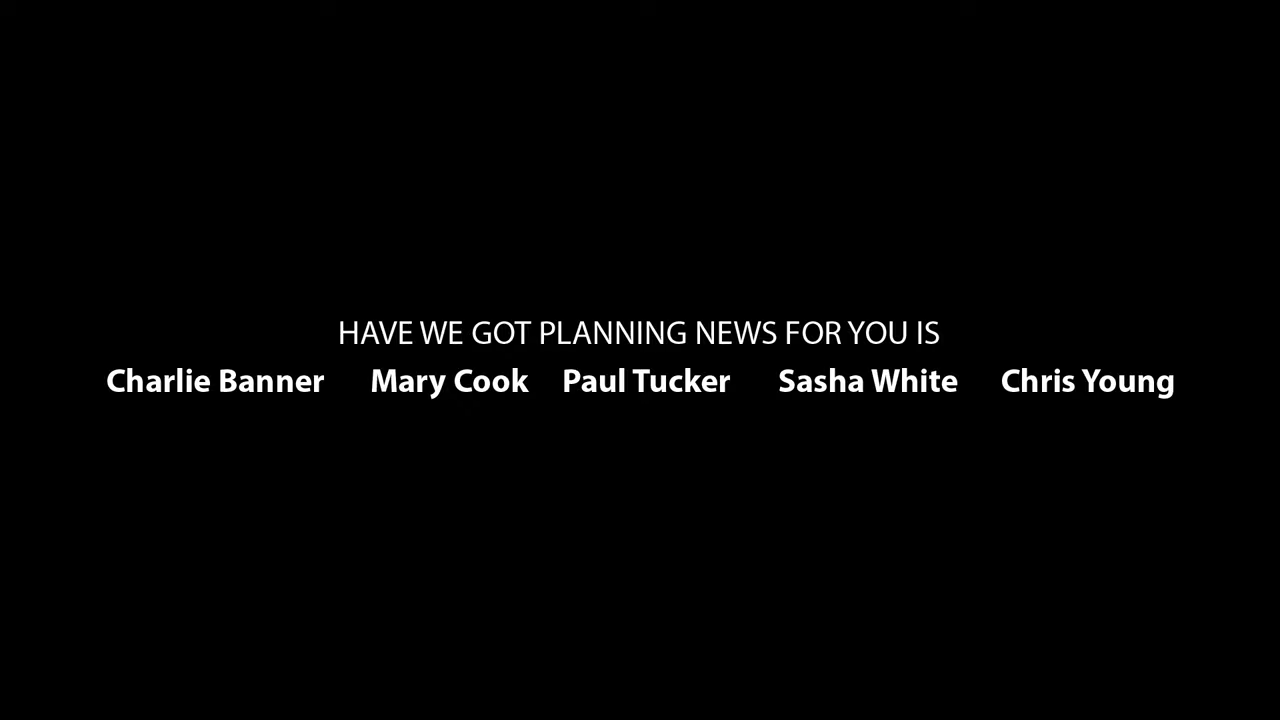 HAVE WE GOT PLANNING NEWS FOR YOU IS
Charlie Banner Mary Cook Paul Tucker Sasha White Chris Young